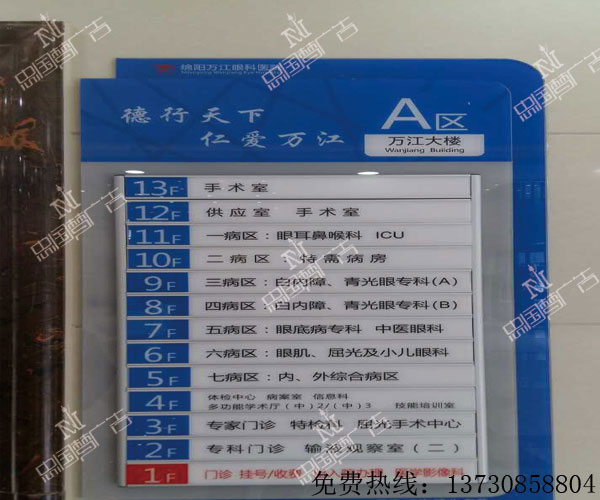 绵阳万江眼科医院
德行天下
仁爱万江
A区
万江大楼
Wanjiang Building
13F 手术室
12F 供应室 手术室
11F 一病区：眼耳鼻喉科 ICU
10F 二病区：特需病房
9F 三病区：白内障、青光眼专科(A)
8F 四病区：白内障、青光眼专科(B)
7F 五病区：眼底病专科 中医眼科
6F 六病区：眼肌、屈光及小儿眼科
5F 七病区：内、外综合病区
4F 体检中心 病案室 信息科
多功能学术厅（中）2/（中）3 技能培训室
3F 专家门诊 特检科 屈光手术中心
2F 专科门诊 输液观察室（二）
1F 门诊 挂号/收费 医学影像科
免费热线：13730858804